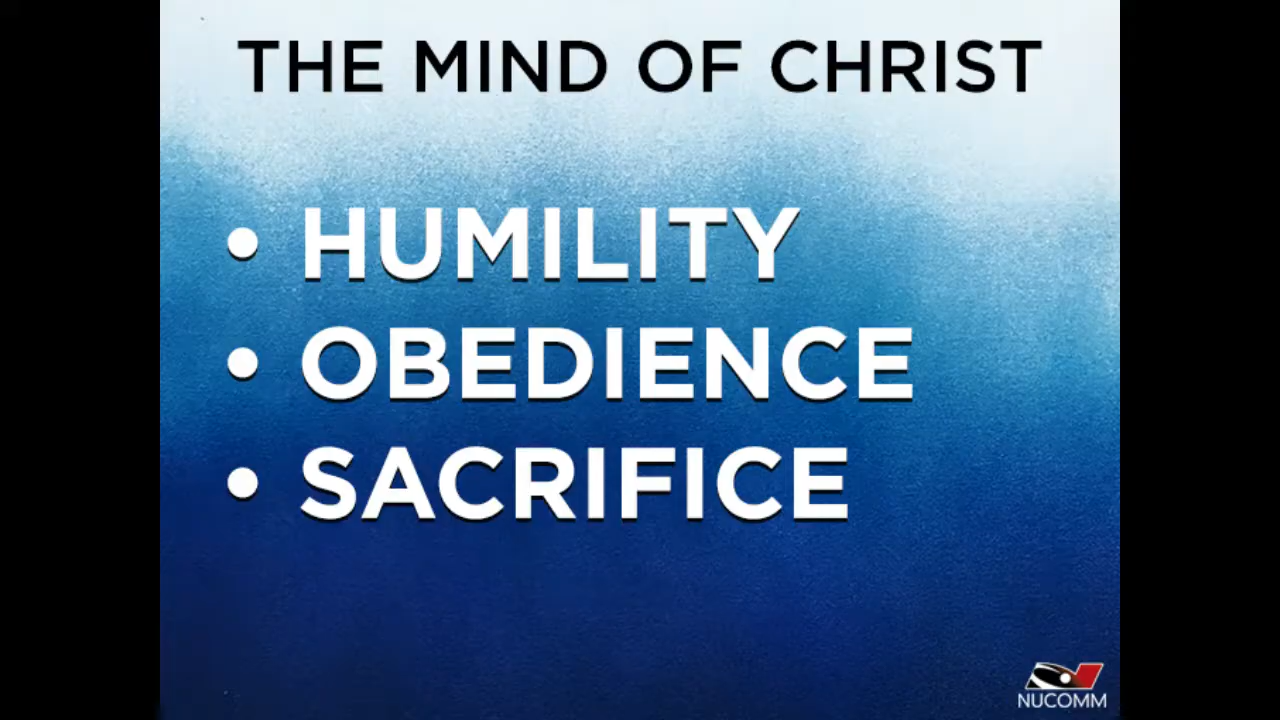 THE MIND OF CHRIST
• HUMILITY
• OBEDIENCE
• SACRIFICE
NUCOMM